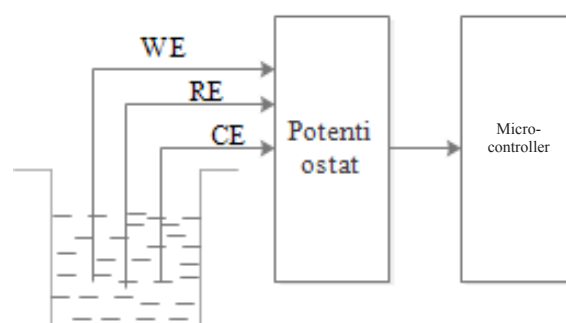 WE
RE
CE
Potenti
ostat
Micro-
controller